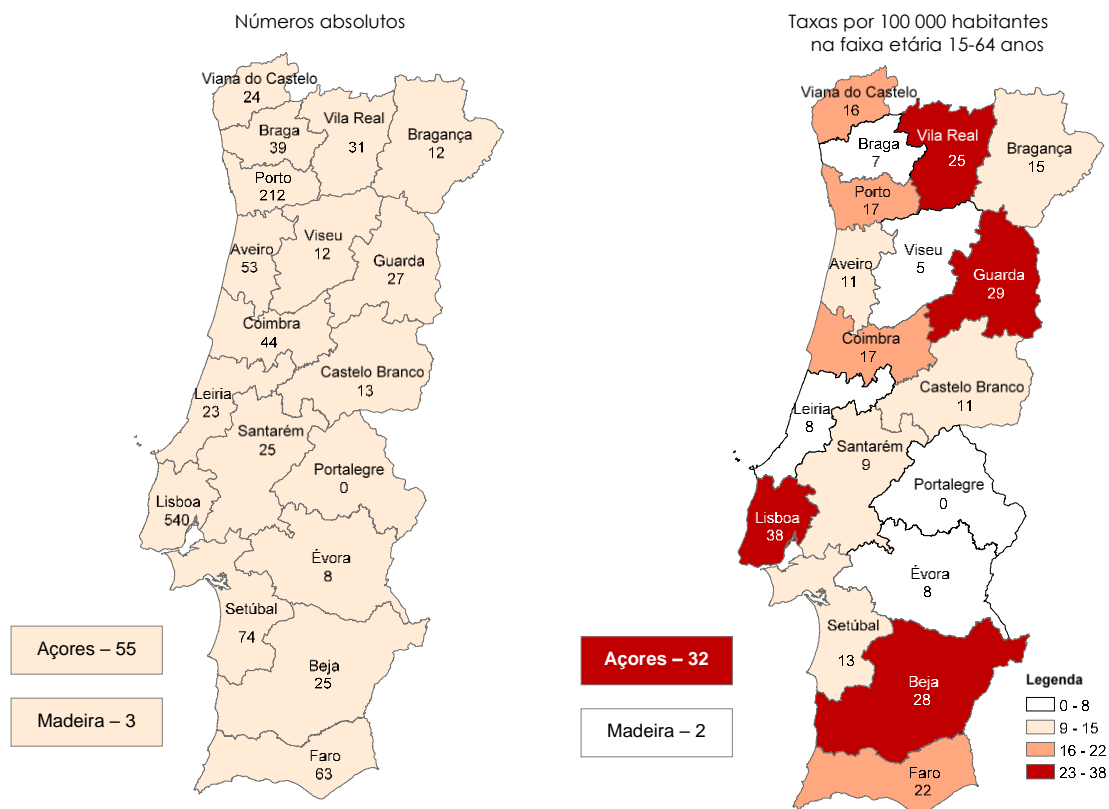 Números absolutos
Viana do Castelo
24
Braga
39
Vila Real
31
Bragança
12
Porto
212
Aveiro
53
Viseu
12
Guarda
27
Coimbra
44
Castelo Branco
13
Leiria
23
Santarém
25
Portalegre
0
Lisboa
540
Évora
8
Setúbal
74
Beja
25
Faro
63
Açores – 55
Madeira – 3
Taxas por 100 000 habitantes
na faixa etária 15-64 anos
Viana do Castelo
16
Braga
7
Vila Real
25
Bragança
15
Porto
17
Aveiro
11
Viseu
5
Guarda
29
Coimbra
17
Castelo Branco
11
Leiria
8
Santarém
9
Portalegre
0
Lisboa
38
Évora
8
Setúbal
13
Beja
28
Faro
22
Açores – 32
Madeira – 2
Legenda
0 - 8
9 - 15
16 - 22
23 - 38